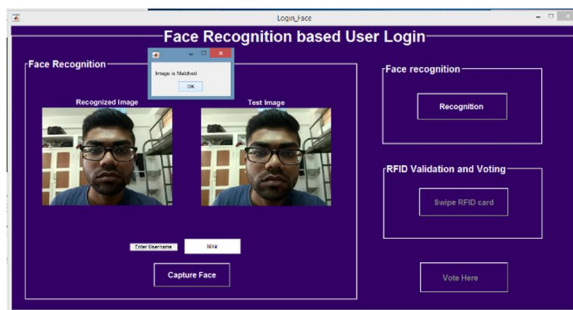 Login_Face
Face Recognition based User Login
Face Recognition
Image is Matched
OK
Recognized Image
Test Image
Enter Username
Capture Face
Face recognition
Recognition
RFID Validation and Voting
Swipe RFID card
Vote Here